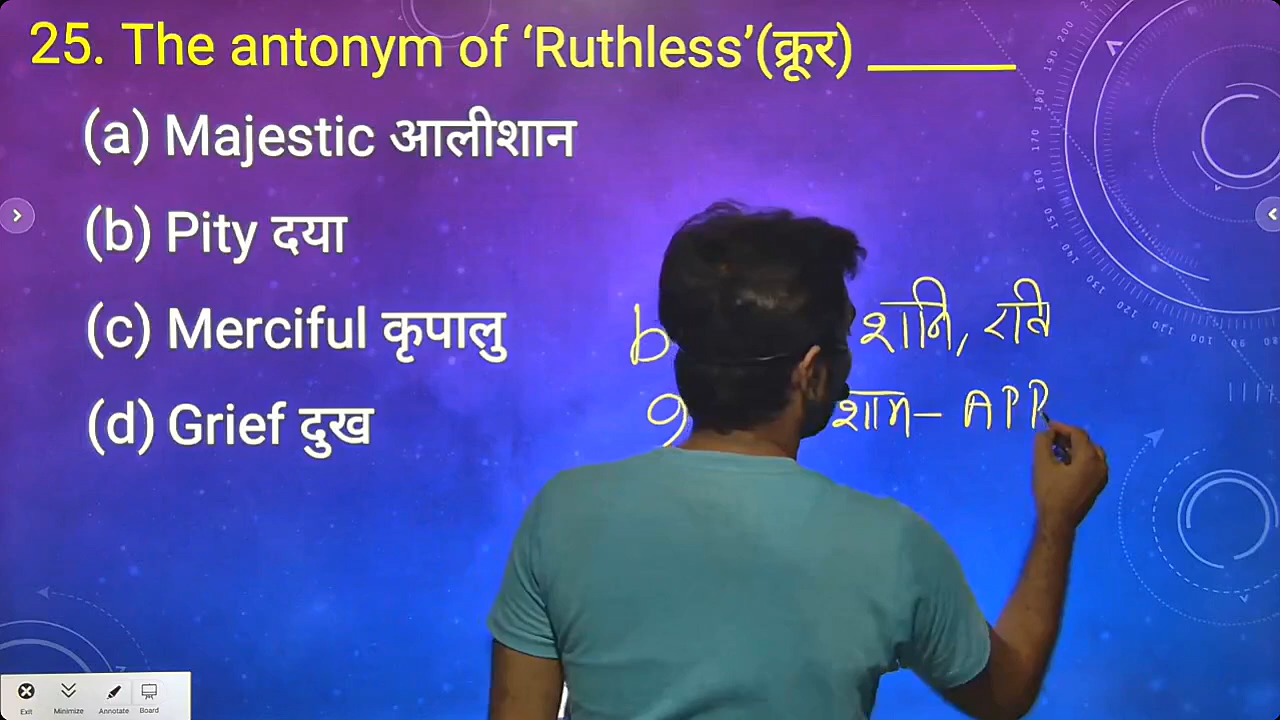 25. The antonym of ‘Ruthless’(क्रूर) ______
(a) Majestic आलीशान
(b) Pity दया
(c) Merciful कृपालु
(d) Grief दुख
b शनि, रवि
9 शाम – APP
Exit Minimize Annotate Board